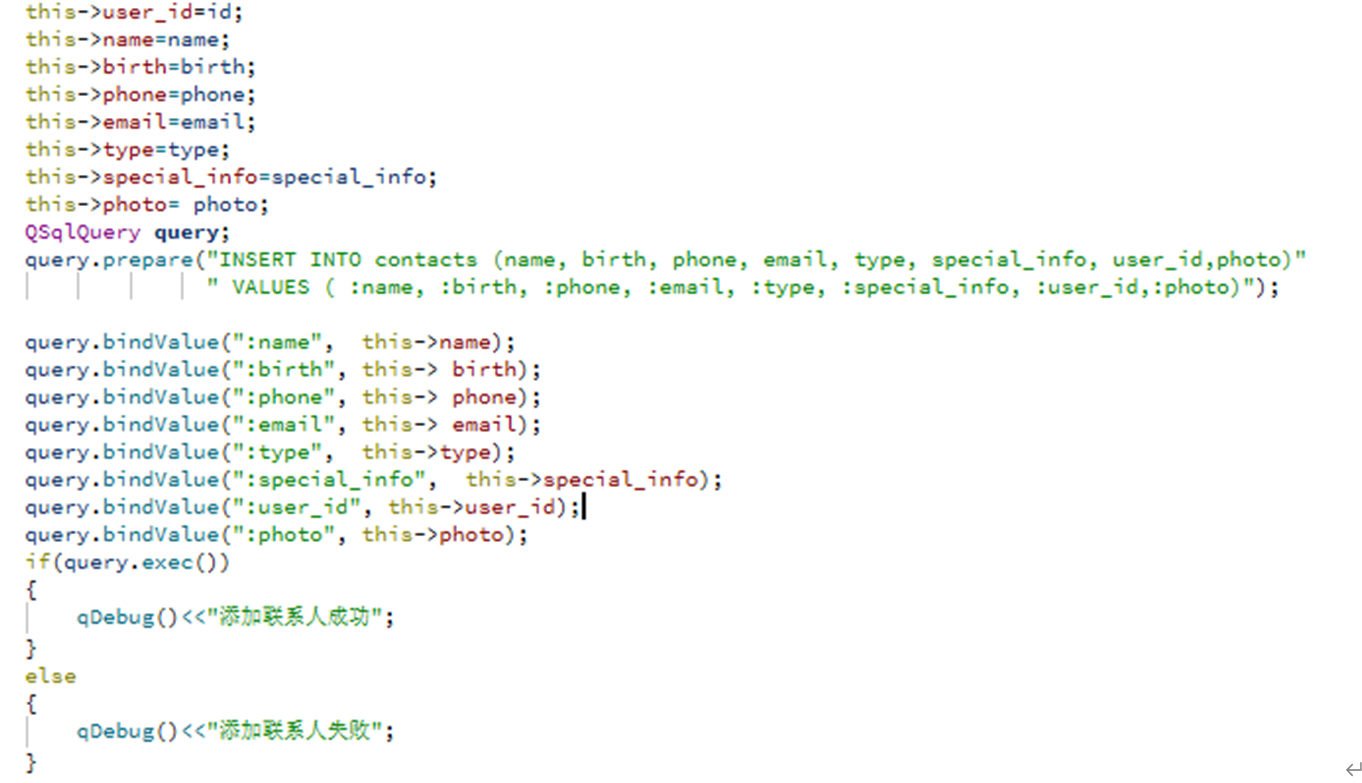 this->user_id=id;
this->name=name;
this->birth=birth;
this->phone=phone;
this->email=email;
this->type=type;
this->special_info=special_info;
this->photo= photo;
QSqlQuery query;
query.prepare("INSERT INTO contacts (name, birth, phone, email, type, special_info, user_id,photo)"
" VALUES ( :name, :birth, :phone, :email, :type, :special_info, :user_id,:photo)");
query.bindValue(":name",  this->name);
query.bindValue(":birth", this-> birth);
query.bindValue(":phone", this-> phone);
query.bindValue(":email", this-> email);
query.bindValue(":type",  this->type);
query.bindValue(":special_info",  this->special_info);
query.bindValue(":user_id", this->user_id);
query.bindValue(":photo", this->photo);
if(query.exec())
{
    qDebug()<<"添加联系人成功";
}
else
{
    qDebug()<<"添加联系人失败";
}